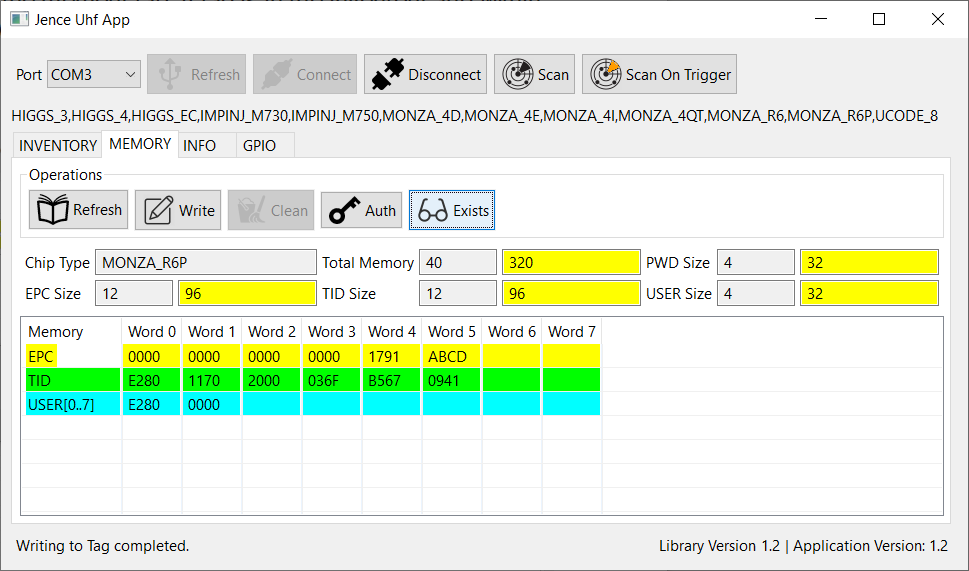 Jence Uhf App
Port COM3 Refresh Connect Disconnect Scan Scan On Trigger
HIGGS_3,HIGGS_4,HIGGS_EC,IMPINJ_M730,IMPINJ_M750,MONZA_4D,MONZA_4E,MONZA_4I,MONZA_4QT,MONZA_R6,MONZA_R6P,UCODE_8
INVENTORY MEMORY INFO GPIO
Operations
Refresh Write Clean Auth Exists
Chip Type MONZA_R6P Total Memory 40 320 PWD Size 4 32
EPC Size 12 96 TID Size 12 96 USER Size 4 32
Memory Word 0 Word 1 Word 2 Word 3 Word 4 Word 5 Word 6 Word 7
EPC 0000 0000 0000 0000 1791 ABCD
TID E280 1170 2000 036F B567 0941
USER[0..7] E280 0000
Writing to Tag completed. Library Version 1.2 | Application Version: 1.2